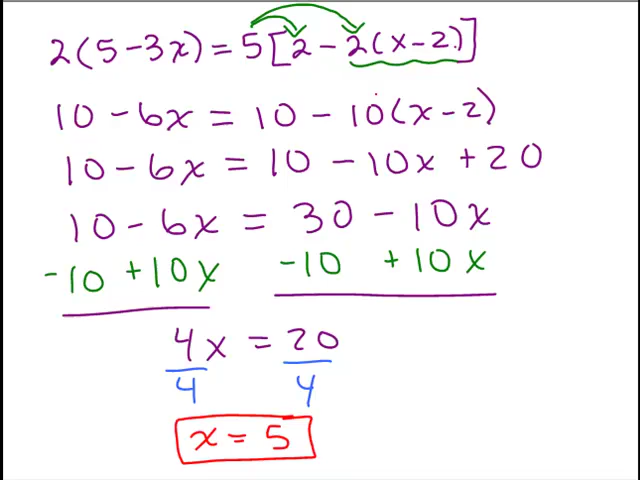 2(5-3x) = 5[2-2(x-2)]
10-6x = 10-10(x-2)
10-6x = 10-10x+20
10-6x = 30-10x
-10 +10x -10 +10x
4x = 20
4 4
x = 5